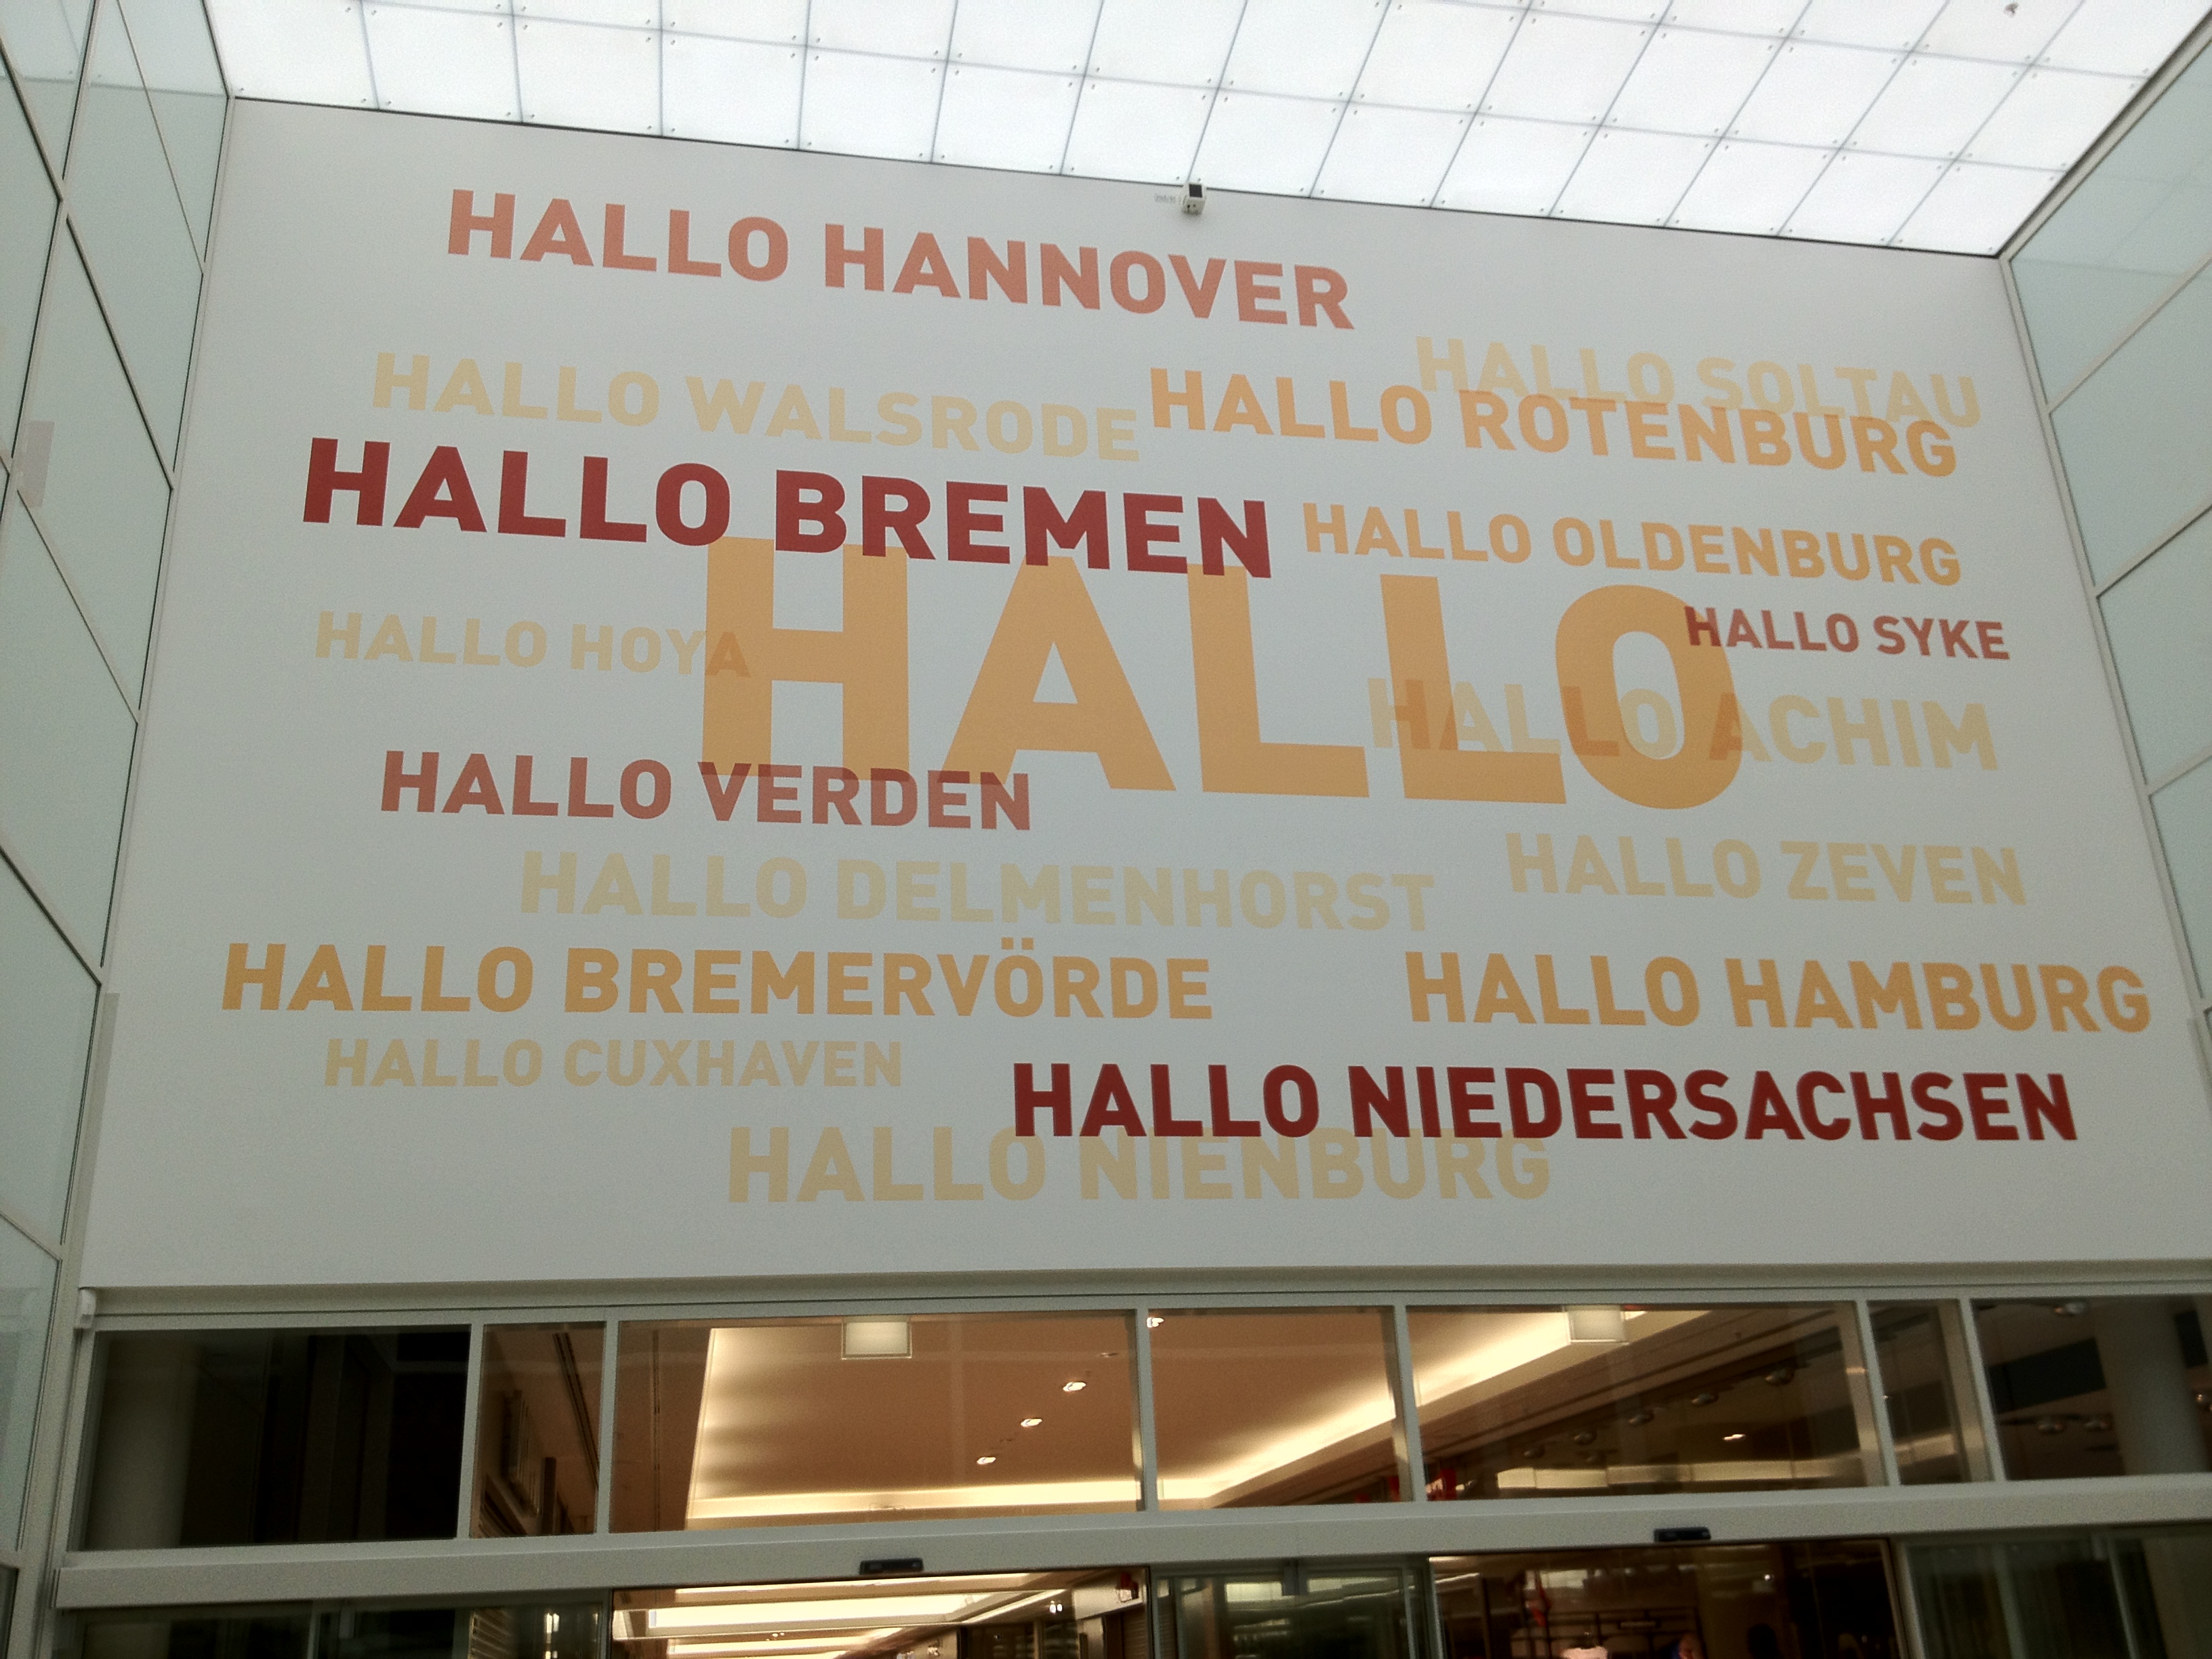 HALLO HANNOVER
HALLO SOLTAU
HALLO WALSRODE
HALLO ROTENBURG
HALLO BREMEN
HALLO OLDENBURG
HALLO
HALLO SYKE
HALLO HOYA
HALLO ACHIM
HALLO VERDEN
HALLO ZEVEN
HALLO DELMENHORST
HALLO BREMERVÖRDE
HALLO HAMBURG
HALLO CUXHAVEN
HALLO NIEDERSACHSEN
HALLO NIENBURG